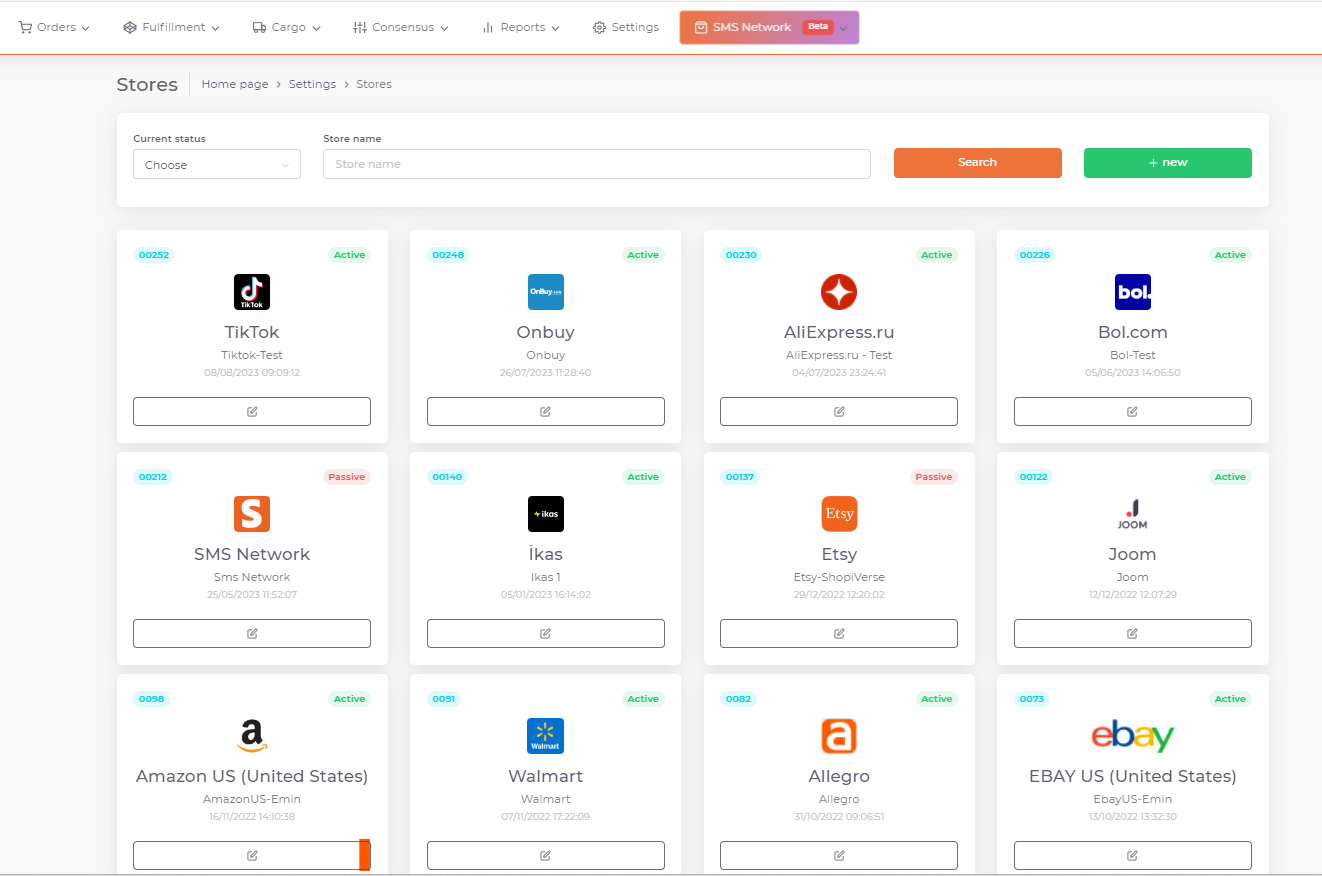 Orders Fulfillment Cargo Consensus Reports Settings SMS Network Beta
Stores Home page > Settings > Stores
Current status Store name
Choose Store name Search + new
00252 Active 00248 Active 00230 Active 00226 Active
TikTok OnBuy.com bol.
TikTok Onbuy AliExpress.ru Bol.com
Tiktok-Test Onbuy AliExpress.ru - Test Bol-Test
08/08/2023 09:09:12 26/07/2023 11:28:40 04/07/2023 23:24:41 05/06/2023 14:06:50
00212 Passive 00140 Active 00137 Passive 00122 Active
S ikas Etsy JOOM
SMS Network İkas Etsy Joom
Sms Network Ikas 1 Etsy-ShopiVerse Joom
25/05/2023 11:52:07 05/01/2023 16:14:02 29/12/2022 12:20:02 12/12/2022 12:07:29
0098 Active 0091 Active 0082 Active 0073 Active
a Walmart a ebay
Amazon US (United States) Walmart Allegro EBAY US (United States)
AmazonUS-Emin Walmart Allegro EbayUS-Emin
16/11/2022 14:10:38 07/11/2022 17:22:09 31/10/2022 09:06:51 13/10/2022 13:32:30